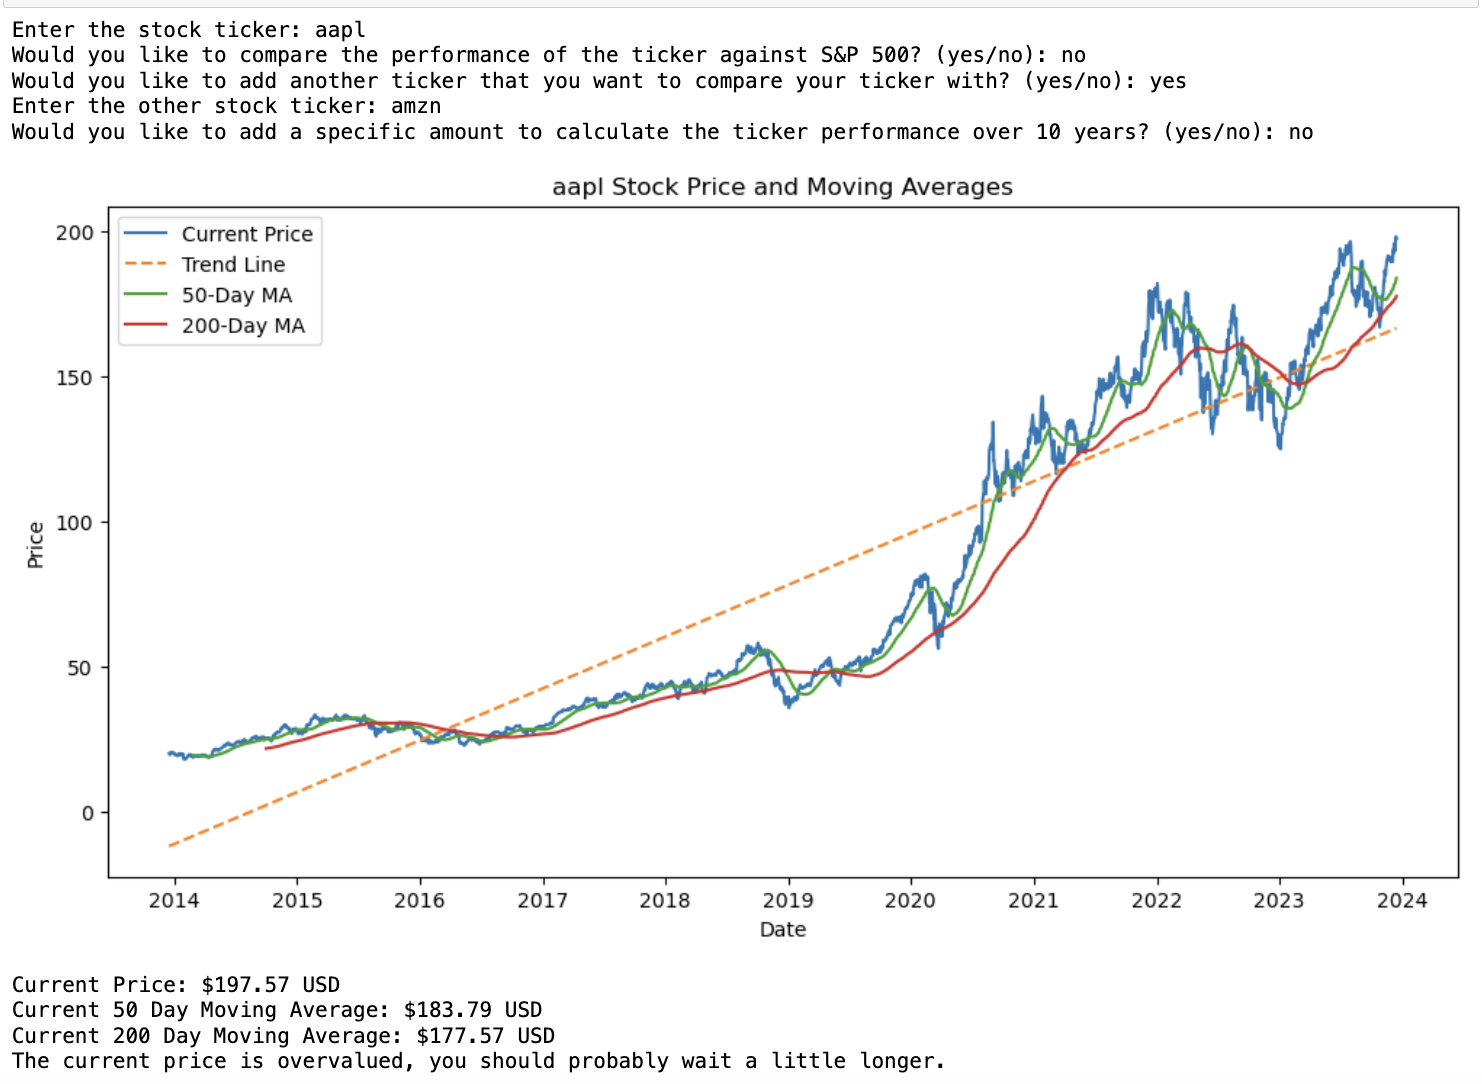 Enter the stock ticker: aapl
Would you like to compare the performance of the ticker against S&P 500? (yes/no): no
Would you like to add another ticker that you want to compare your ticker with? (yes/no): yes
Enter the other stock ticker: amzn
Would you like to add a specific amount to calculate the ticker performance over 10 years? (yes/no): no
aapl Stock Price and Moving Averages
Current Price
Trend Line
50-Day MA
200-Day MA
200
150
100
50
0
Price
2014 2015 2016 2017 2018 2019 2020 2021 2022 2023 2024
Date
Current Price: $197.57 USD
Current 50 Day Moving Average: $183.79 USD
Current 200 Day Moving Average: $177.57 USD
The current price is overvalued, you should probably wait a little longer.